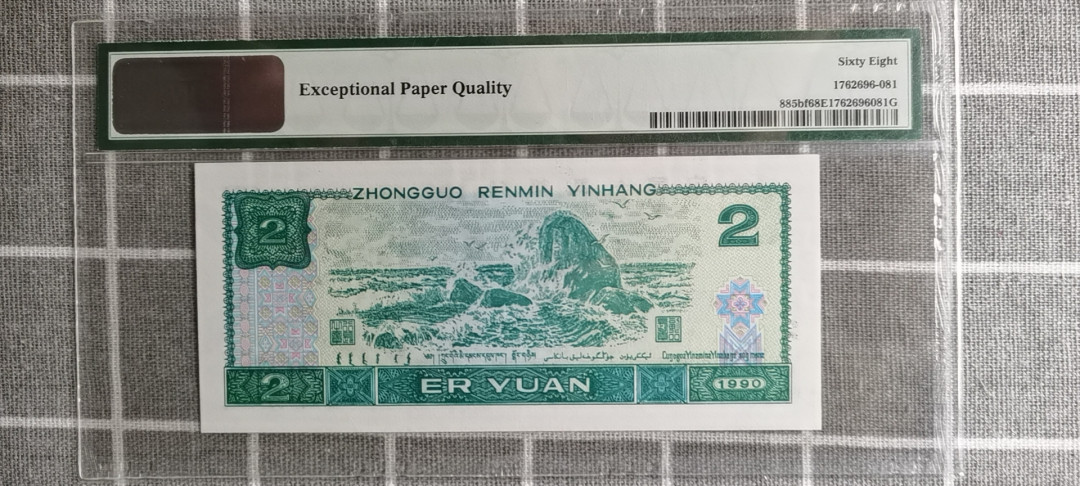 Sixty Eight
Exceptional Paper Quality
1762696-081
885bf68E1762696081G
ZHONGGUO RENMIN YINHANG
2
2
2
ER YUAN
1990